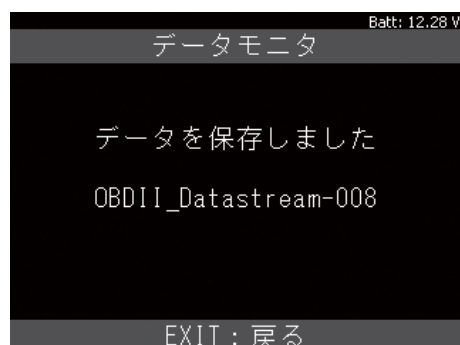 Batt: 12.28 V
データモニタ
データを保存しました
OBDII_Datastream-008
EXIT：戻る